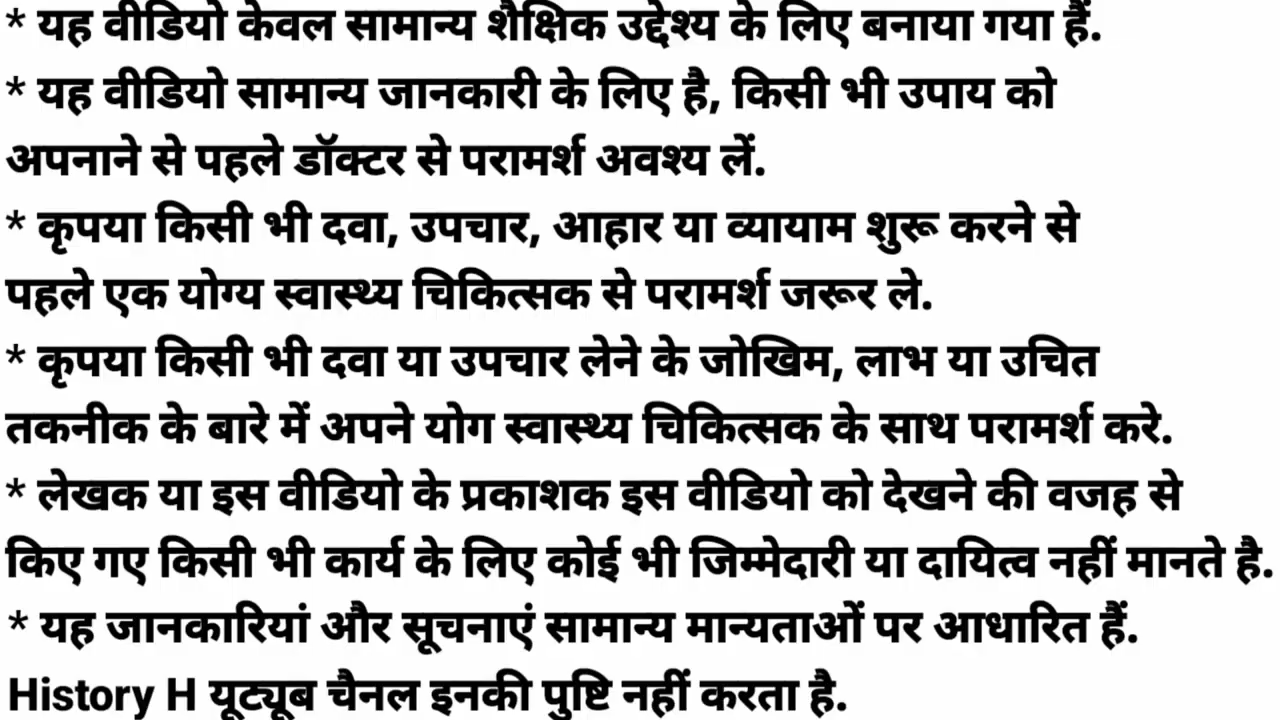 * यह वीडियो केवल सामान्य शैक्षिक उद्देश्य के लिए बनाया गया हैं.
* यह वीडियो सामान्य जानकारी के लिए है, किसी भी उपाय को
अपनाने से पहले डॉक्टर से परामर्श अवश्य लें.
* कृपया किसी भी दवा, उपचार, आहार या व्यायाम शुरू करने से
पहले एक योग्य स्वास्थ्य चिकित्सक से परामर्श जरूर ले.
* कृपया किसी भी दवा या उपचार लेने के जोखिम, लाभ या उचित
तकनीक के बारे में अपने योग स्वास्थ्य चिकित्सक के साथ परामर्श करे.
* लेखक या इस वीडियो के प्रकाशक इस वीडियो को देखने की वजह से
किए गए किसी भी कार्य के लिए कोई भी जिम्मेदारी या दायित्व नहीं मानते है.
* यह जानकारियां और सूचनाएं सामान्य मान्यताओं पर आधारित हैं.
History H यूट्यूब चैनल इनकी पुष्टि नहीं करता है.